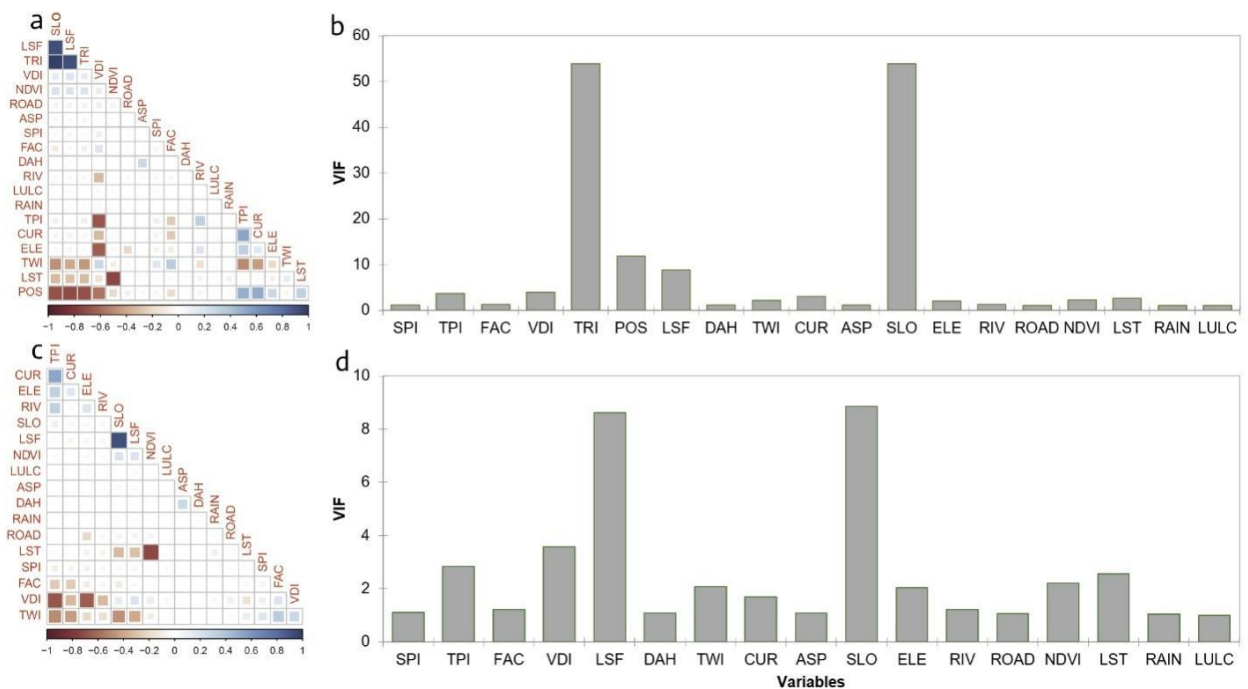 a
SLO
LSF LSF
TRI TRI
VDI VDI
NDVI NDVI
ROAD ROAD
ASP ASP
SPI SPI
FAC FAC
DAH DAH
RIV RIV
LULC LULC
RAIN RAIN
TPI TPI
CUR CUR
ELE ELE
TWI TWI
LST LST
POS
−1 −0.8 −0.6 −0.4 −0.2 0 0.2 0.4 0.6 0.8 1
b
VIF
60
50
40
30
20
10
0
SPI TPI FAC VDI TRI POS LSF DAH TWI CUR ASP SLO ELE RIV ROAD NDVI LST RAIN LULC
c
TPI
CUR CUR
ELE ELE
RIV RIV
SLO SLO
LSF LSF
NDVI NDVI
LULC LULC
ASP ASP
DAH DAH
RAIN RAIN
ROAD ROAD
LST LST
SPI SPI
FAC FAC
VDI VDI
TWI
−1 −0.8 −0.6 −0.4 −0.2 0 0.2 0.4 0.6 0.8 1
d
VIF
10
8
6
4
2
0
SPI TPI FAC VDI LSF DAH TWI CUR ASP SLO ELE RIV ROAD NDVI LST RAIN LULC
Variables